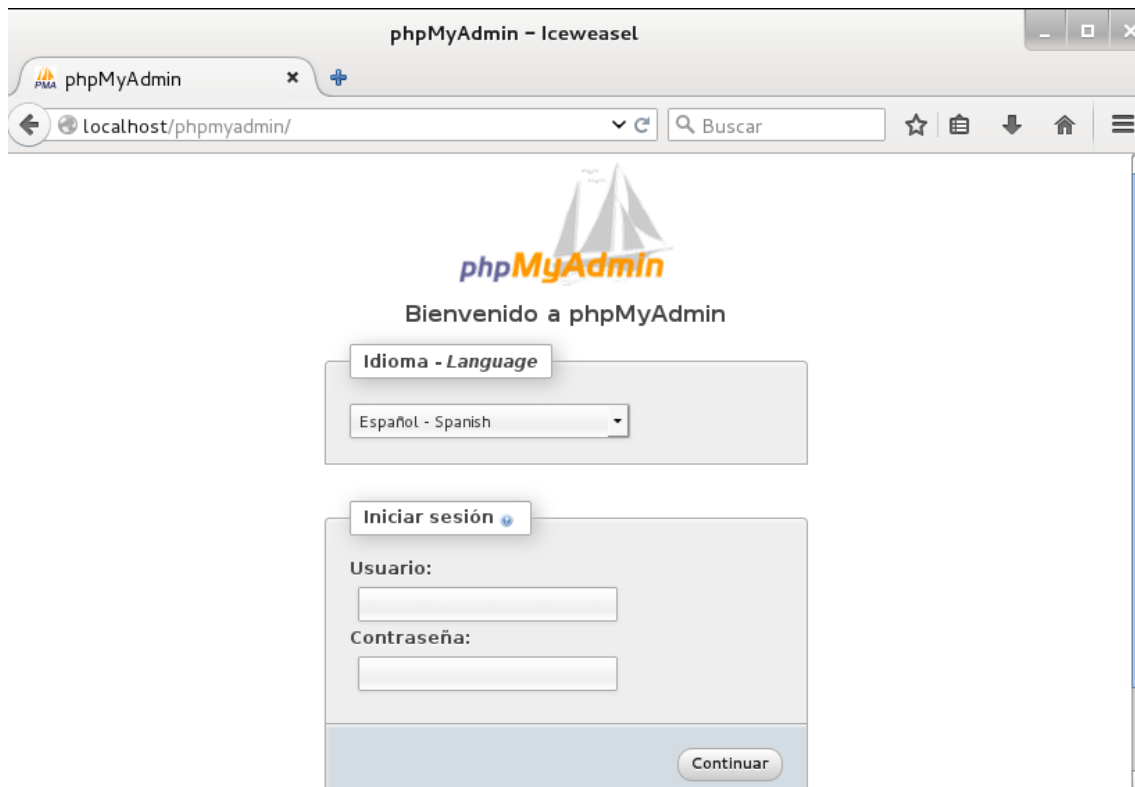 phpMyAdmin – Iceweasel
PMA phpMyAdmin
localhost/phpmyadmin/
Buscar
phpMyAdmin
Bienvenido a phpMyAdmin
Idioma - Language
Español - Spanish
Iniciar sesión
Usuario:
Contraseña:
Continuar